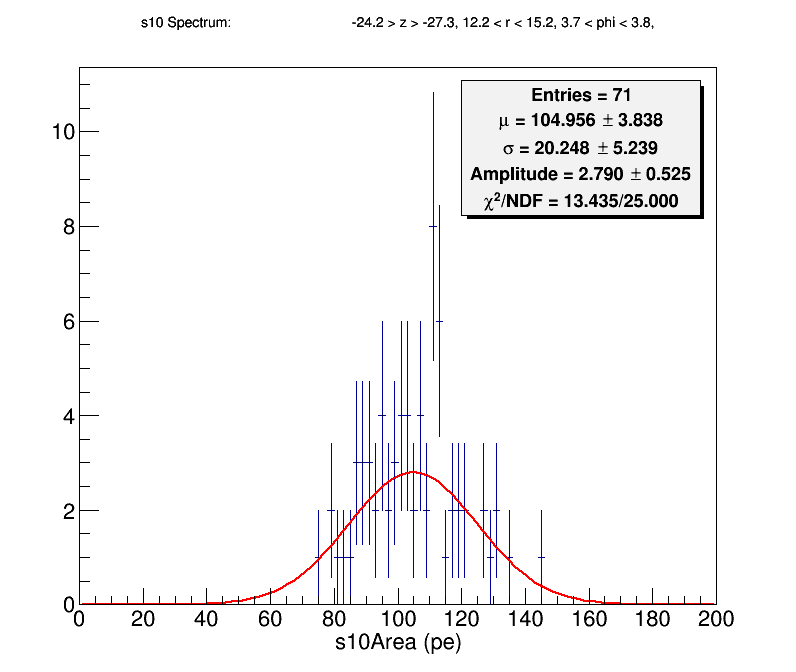 s10 Spectrum: -24.2 > z > -27.3, 12.2 < r < 15.2, 3.7 < phi < 3.8,
Entries = 71
μ = 104.956 ± 3.838
σ = 20.248 ± 5.239
Amplitude = 2.790 ± 0.525
χ²/NDF = 13.435/25.000
10
8
6
4
2
0
0 20 40 60 80 100 120 140 160 180 200
s10Area (pe)